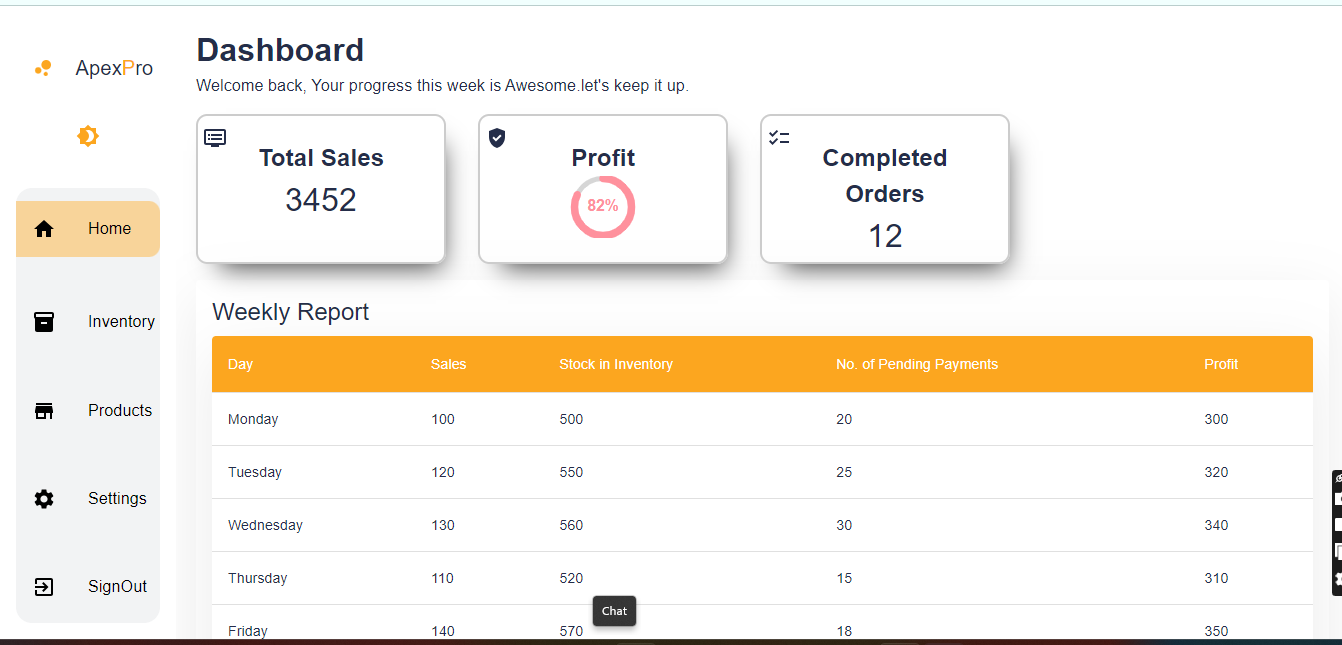 ApexPro
Home
Inventory
Products
Settings
SignOut
Dashboard
Welcome back, Your progress this week is Awesome.let's keep it up.
Total Sales
3452
Profit
82%
Completed
Orders
12
Weekly Report
Day Sales Stock in Inventory No. of Pending Payments Profit
Monday 100 500 20 300
Tuesday 120 550 25 320
Wednesday 130 560 30 340
Thursday 110 520 15 310
Chat
Friday 140 570 18 350